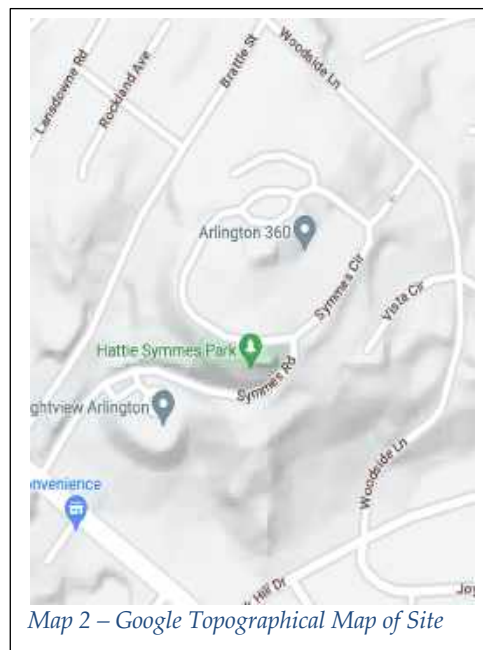 Lansdowne Rd
Rockland Ave
Brattle St
Woodside Ln
Arlington 360
Symmes Cir
Vista Cir
Hattie Symmes Park
Symmes Rd
ghtview Arlington
Woodside Ln
onvenience
k Hill Dr
Joy
Map 2 – Google Topographical Map of Site